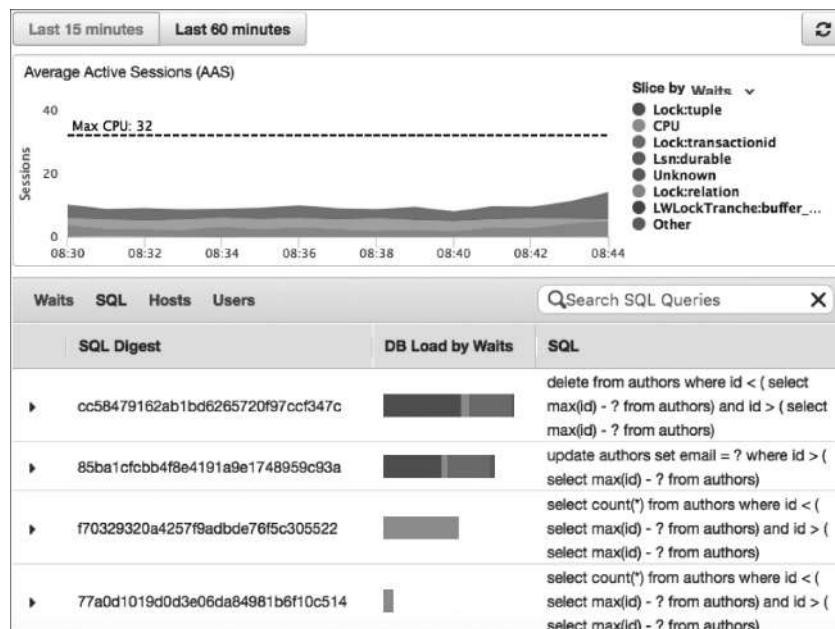 Last 15 minutes Last 60 minutes
Average Active Sessions (AAS)
Slice by Waits
Lock:tuple
CPU
Lock:transactionid
Lsn:durable
Unknown
Lock:relation
LWLockTranche:buffer_...
Other
40
Max CPU: 32
Sessions
20
0
08:30 08:32 08:34 08:36 08:38 08:40 08:42 08:44
Waits SQL Hosts Users Search SQL Queries
SQL Digest DB Load by Waits SQL
cc58479162ab1bd6265720f97ccf347c
delete from authors where id < ( select
max(id) - ? from authors) and id > ( select
max(id) - ? from authors)
85ba1cfcbb4f8e4191a9e1748959c93a
update authors set email = ? where id > (
select max(id) - ? from authors)
f70329320a4257f9adbde76f5c305522
select count(*) from authors where id < (
select max(id) - ? from authors) and id > (
select max(id) - ? from authors)
77a0d1019d0d3e06da84981b6f10c514
select count(*) from authors where id < (
select max(id) - ? from authors) and id > (
select max(id) - ? from authors)